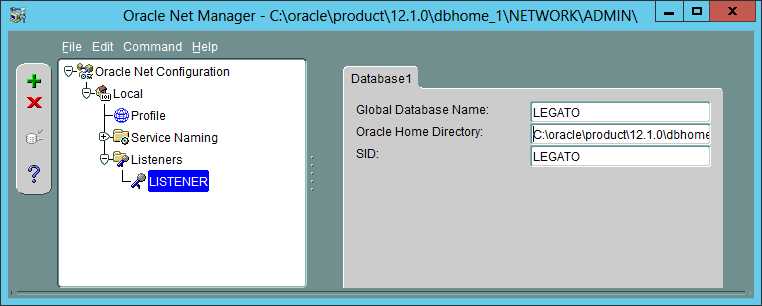 Oracle Net Manager - C:\oracle\product\12.1.0\dbhome_1\NETWORK\ADMIN\
File Edit Command Help
Oracle Net Configuration
Local
Profile
Service Naming
Listeners
LISTENER
Database1
Global Database Name: LEGATO
Oracle Home Directory: C:\oracle\product\12.1.0\dbhome
SID: LEGATO